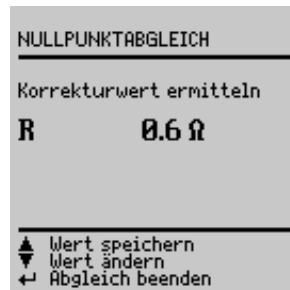 NULLPUNKTABGLEICH
Korrekturwert ermitteln
R 0.6 Ω
▲ Wert speichern
▼ Wert ändern
↵ Abgleich beenden